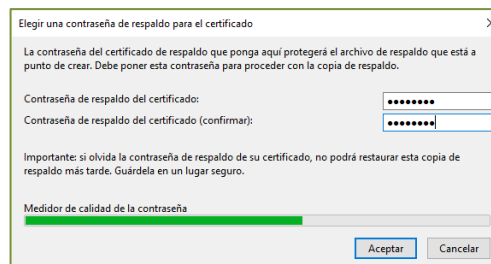 Elegir una contraseña de respaldo para el certificado
La contraseña del certificado de respaldo que ponga aquí protegerá el archivo de respaldo que está a
punto de crear. Debe poner esta contraseña para proceder con la copia de respaldo.
Contraseña de respaldo del certificado: ●●●●●●●●
Contraseña de respaldo del certificado (confirmar): ●●●●●●●●
Importante: si olvida la contraseña de respaldo de su certificado, no podrá restaurar esta copia de
respaldo más tarde. Guárdela en un lugar seguro.
Medidor de calidad de la contraseña
Aceptar Cancelar